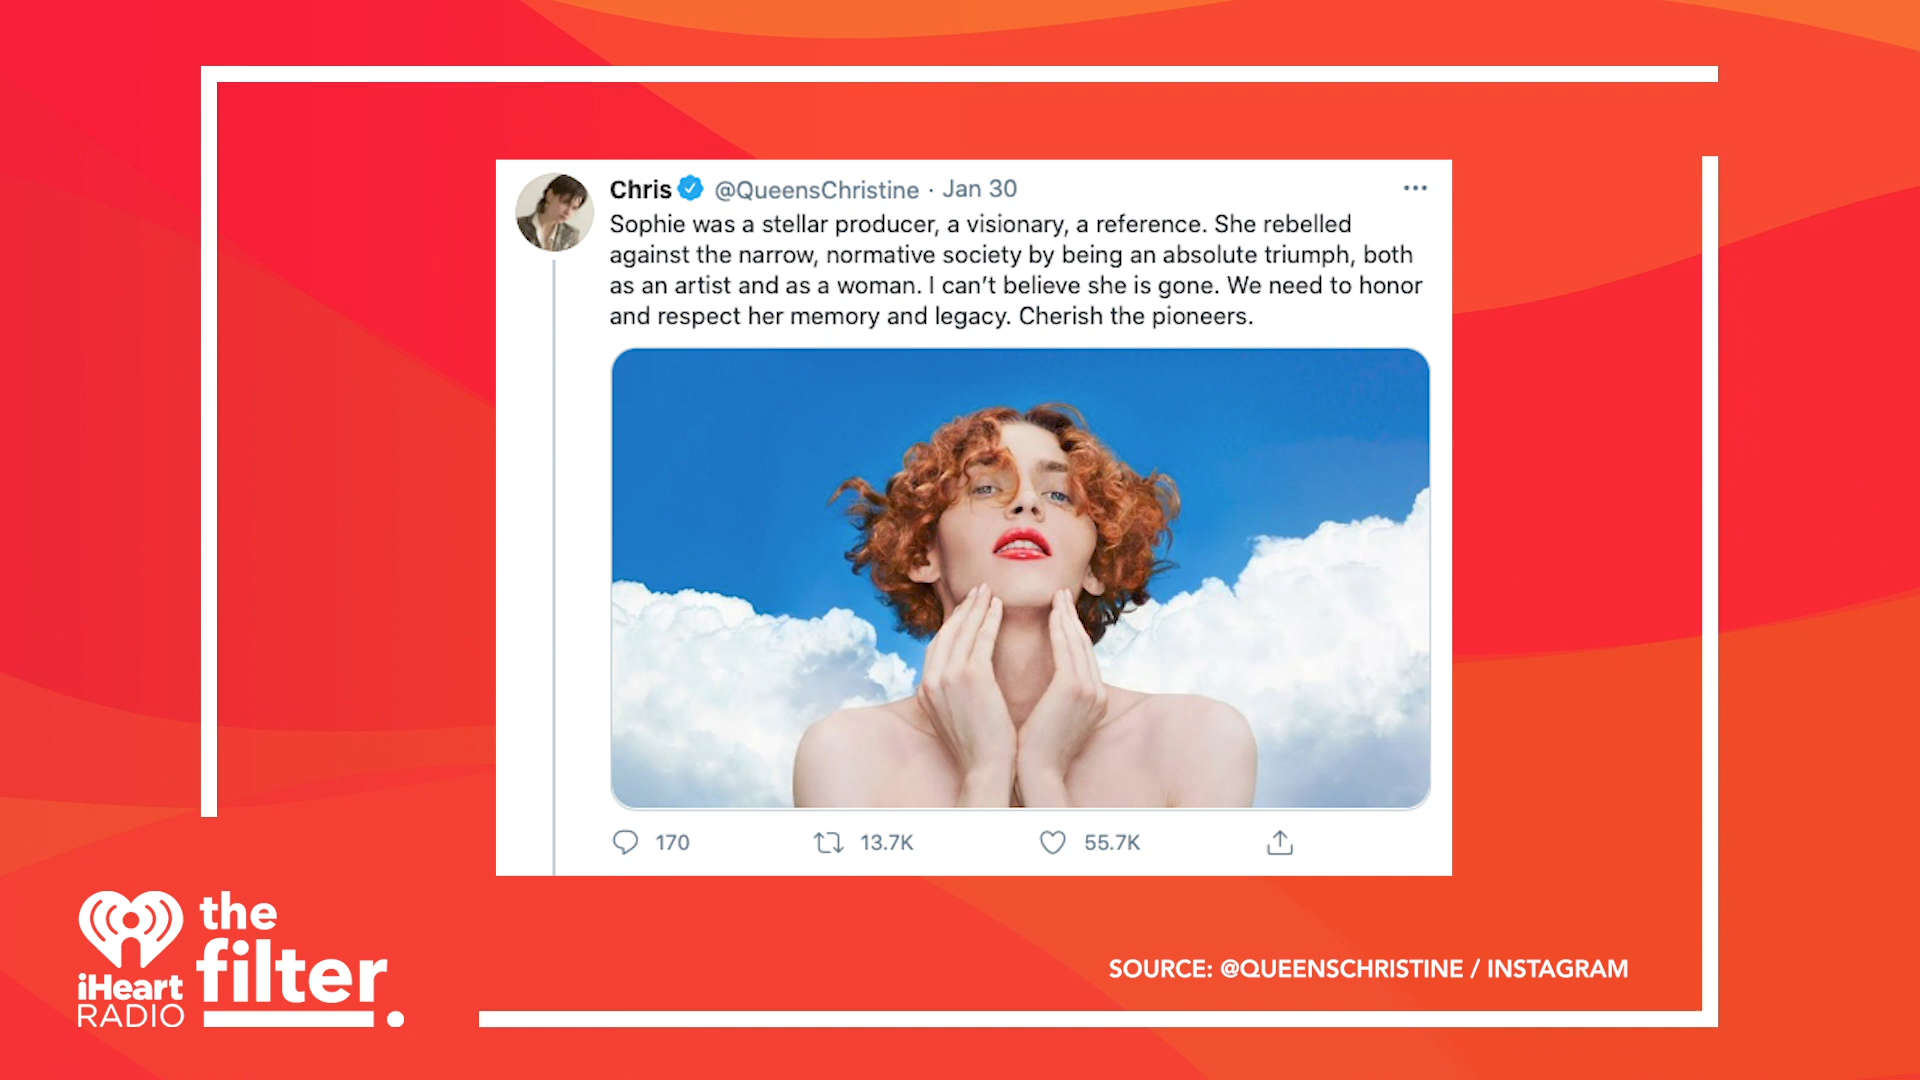 Chris @QueensChristine · Jan 30
Sophie was a stellar producer, a visionary, a reference. She rebelled
against the narrow, normative society by being an absolute triumph, both
as an artist and as a woman. I can't believe she is gone. We need to honor
and respect her memory and legacy. Cherish the pioneers.
170 13.7K 55.7K
the
filter.
iHeart
RADIO
SOURCE: @QUEENSCHRISTINE / INSTAGRAM